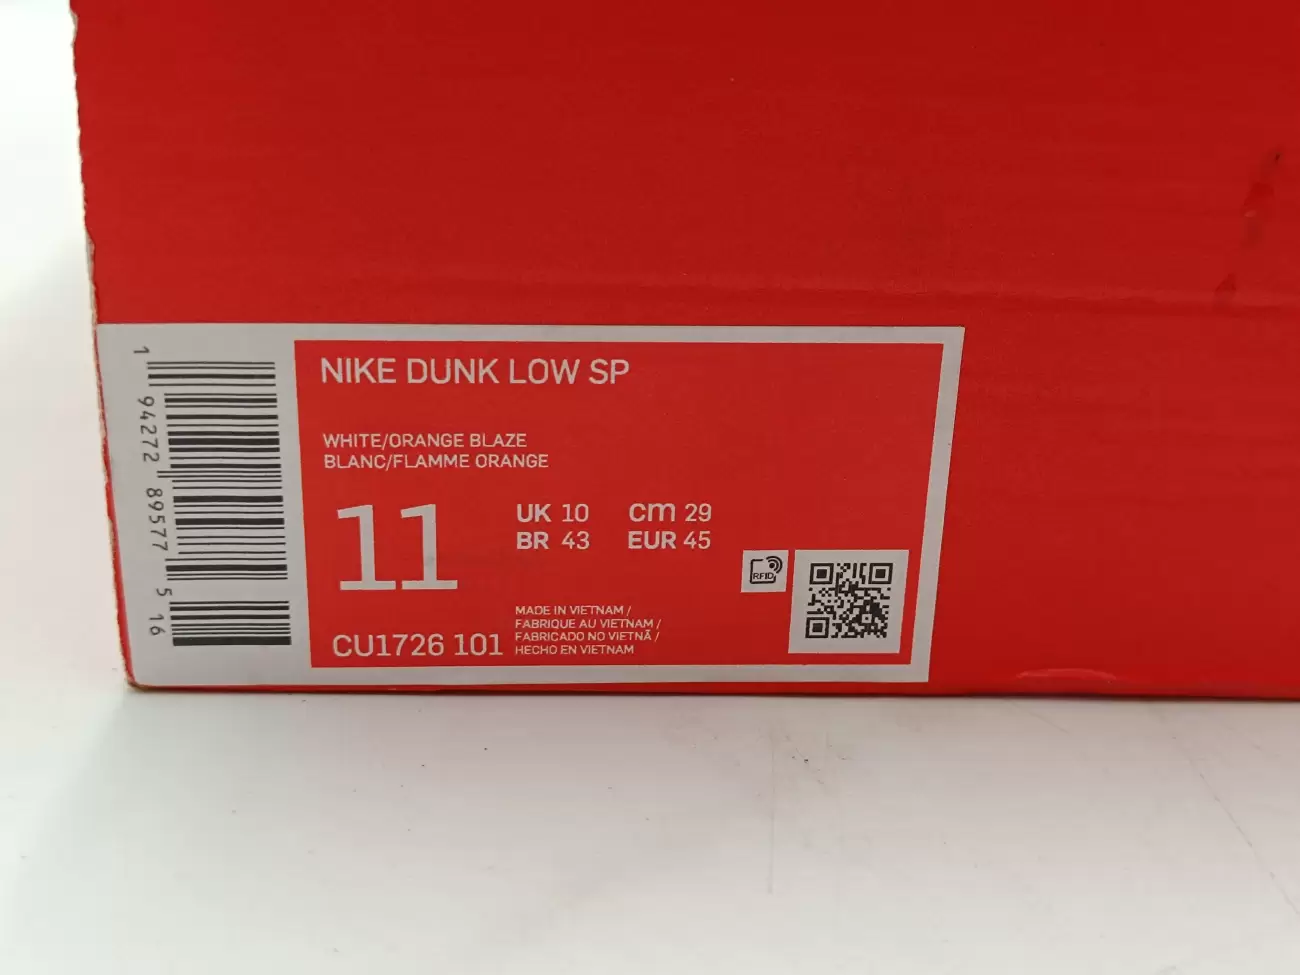 NIKE DUNK LOW SP
WHITE/ORANGE BLAZE
BLANC/FLAMME ORANGE
11
UK 10 cm 29
BR 43 EUR 45
RFID
CU1726 101
MADE IN VIETNAM /
FABRIQUE AU VIETNAM /
FABRICADO NO VIETNÃ /
HECHO EN VIETNAM
1 94272 89577 5 16